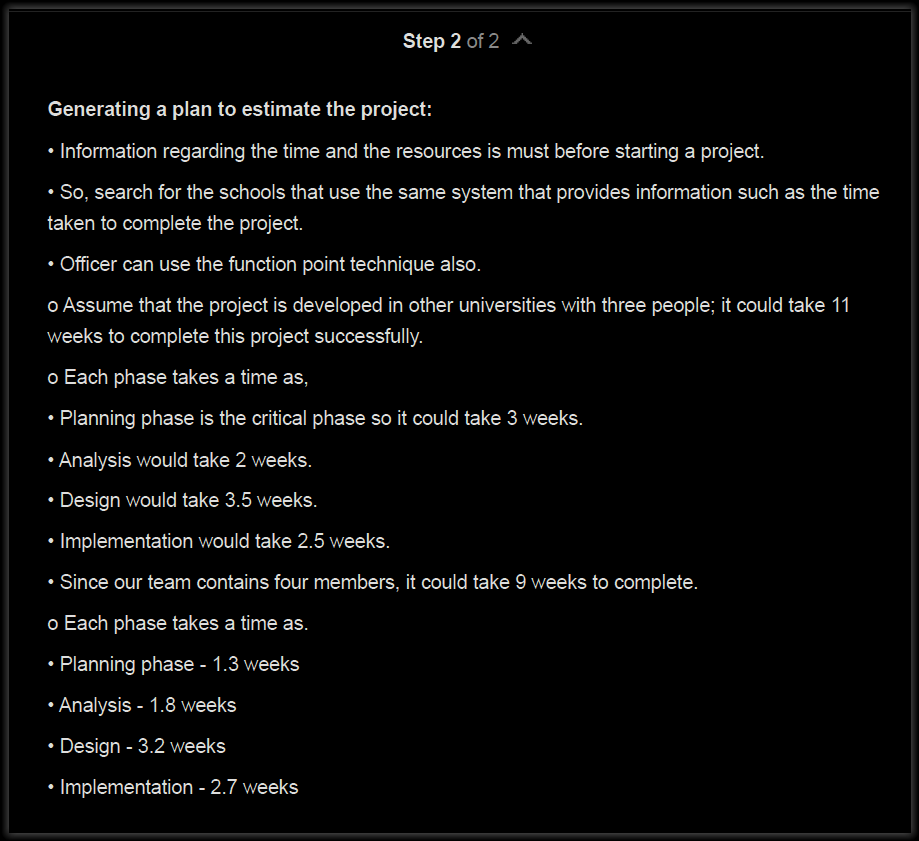 Step 2 of 2
Generating a plan to estimate the project:
• Information regarding the time and the resources is must before starting a project.
• So, search for the schools that use the same system that provides information such as the time
taken to complete the project.
• Officer can use the function point technique also.
o Assume that the project is developed in other universities with three people; it could take 11
weeks to complete this project successfully.
o Each phase takes a time as,
• Planning phase is the critical phase so it could take 3 weeks.
• Analysis would take 2 weeks.
• Design would take 3.5 weeks.
• Implementation would take 2.5 weeks.
• Since our team contains four members, it could take 9 weeks to complete.
o Each phase takes a time as.
• Planning phase - 1.3 weeks
• Analysis - 1.8 weeks
• Design - 3.2 weeks
• Implementation - 2.7 weeks